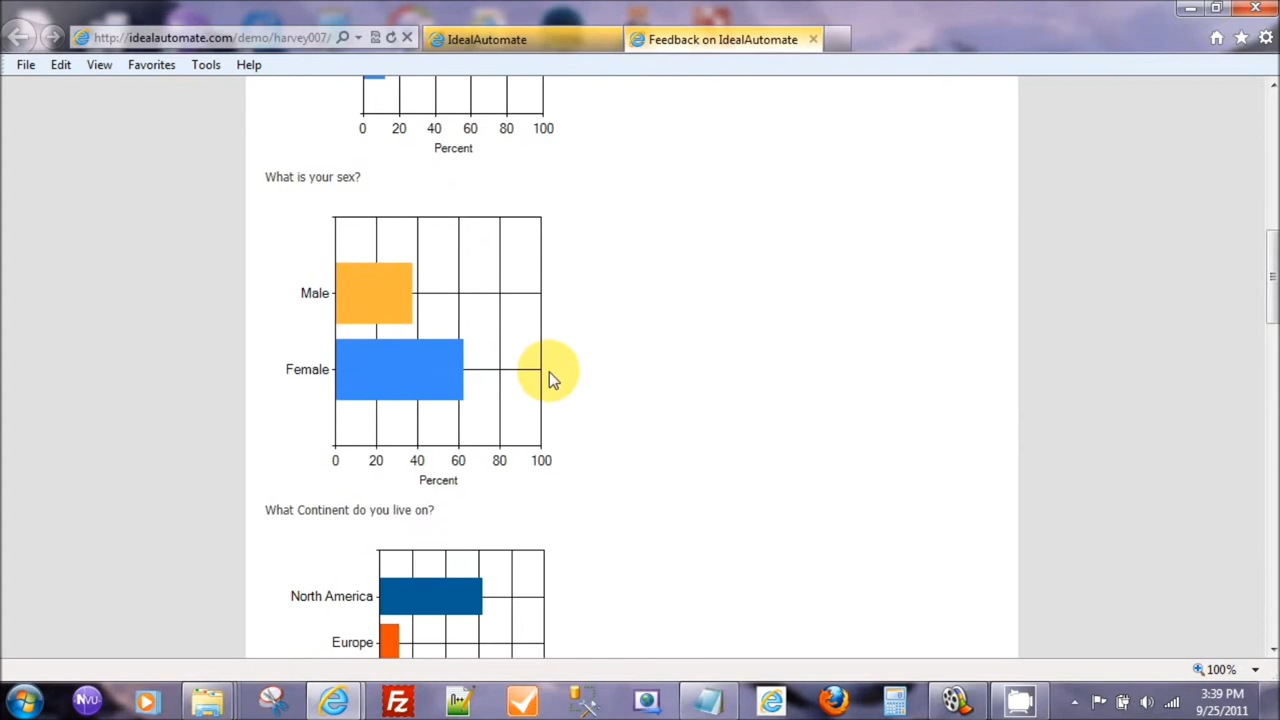 http://idealautomate.com/demo/harvey007/
IdealAutomate
Feedback on IdealAutomate
File Edit View Favorites Tools Help
0 20 40 60 80 100
Percent
What is your sex?
Male
Female
0 20 40 60 80 100
Percent
What Continent do you live on?
North America
Europe
100%
NVU
FZ
n++
3:39 PM
9/25/2011